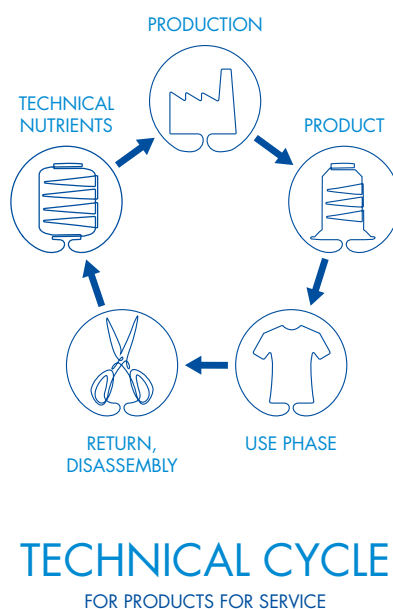 PRODUCTION
TECHNICAL
NUTRIENTS
PRODUCT
RETURN,
DISASSEMBLY
USE PHASE
TECHNICAL CYCLE
FOR PRODUCTS FOR SERVICE